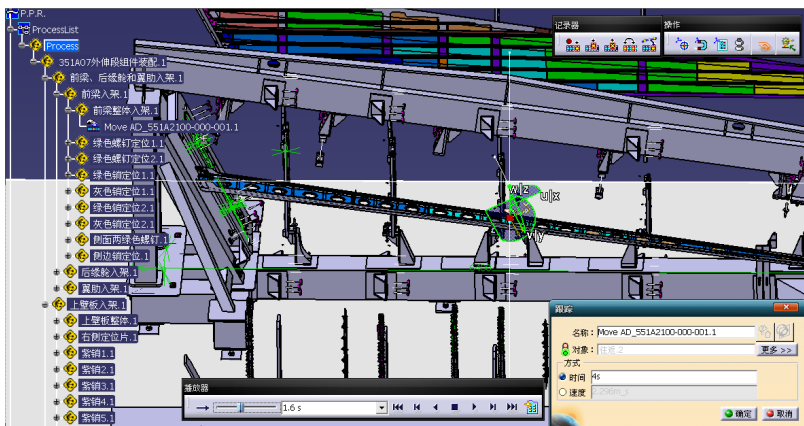 P.P.R.
ProcessList
Process
351A07外伸段组件装配.1
前梁、后缘舱和翼肋入架.1
前梁入架.1
前梁整体入架.1
Move AD_551A2100-000-001.1
绿色螺钉定位1.1
绿色螺钉定位2.1
绿色销定位1.1
灰色销定位1.1
绿色销定位2.1
灰色销定位2.1
侧面两绿色螺钉.1
侧边销定位.1
后缘舱入架.1
翼肋入架.1
上壁板入架.1
上壁板整体.1
右侧定位片.1
紫销1.1
紫销2.1
紫销3.1
紫销4.1
紫销5.1
记录器
操作
w|z
u|x
v|y
播放器
1.6 s
跟踪
名称：Move AD_551A2100-000-001.1
对象：往返.2
更多 >>
方式
时间 4s
速度 2.296m_s
确定
取消